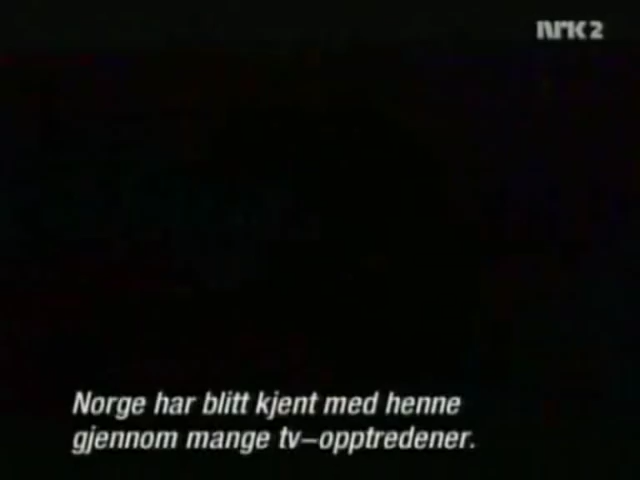 NRK2
Norge har blitt kjent med henne
gjennom mange tv–opptredener.